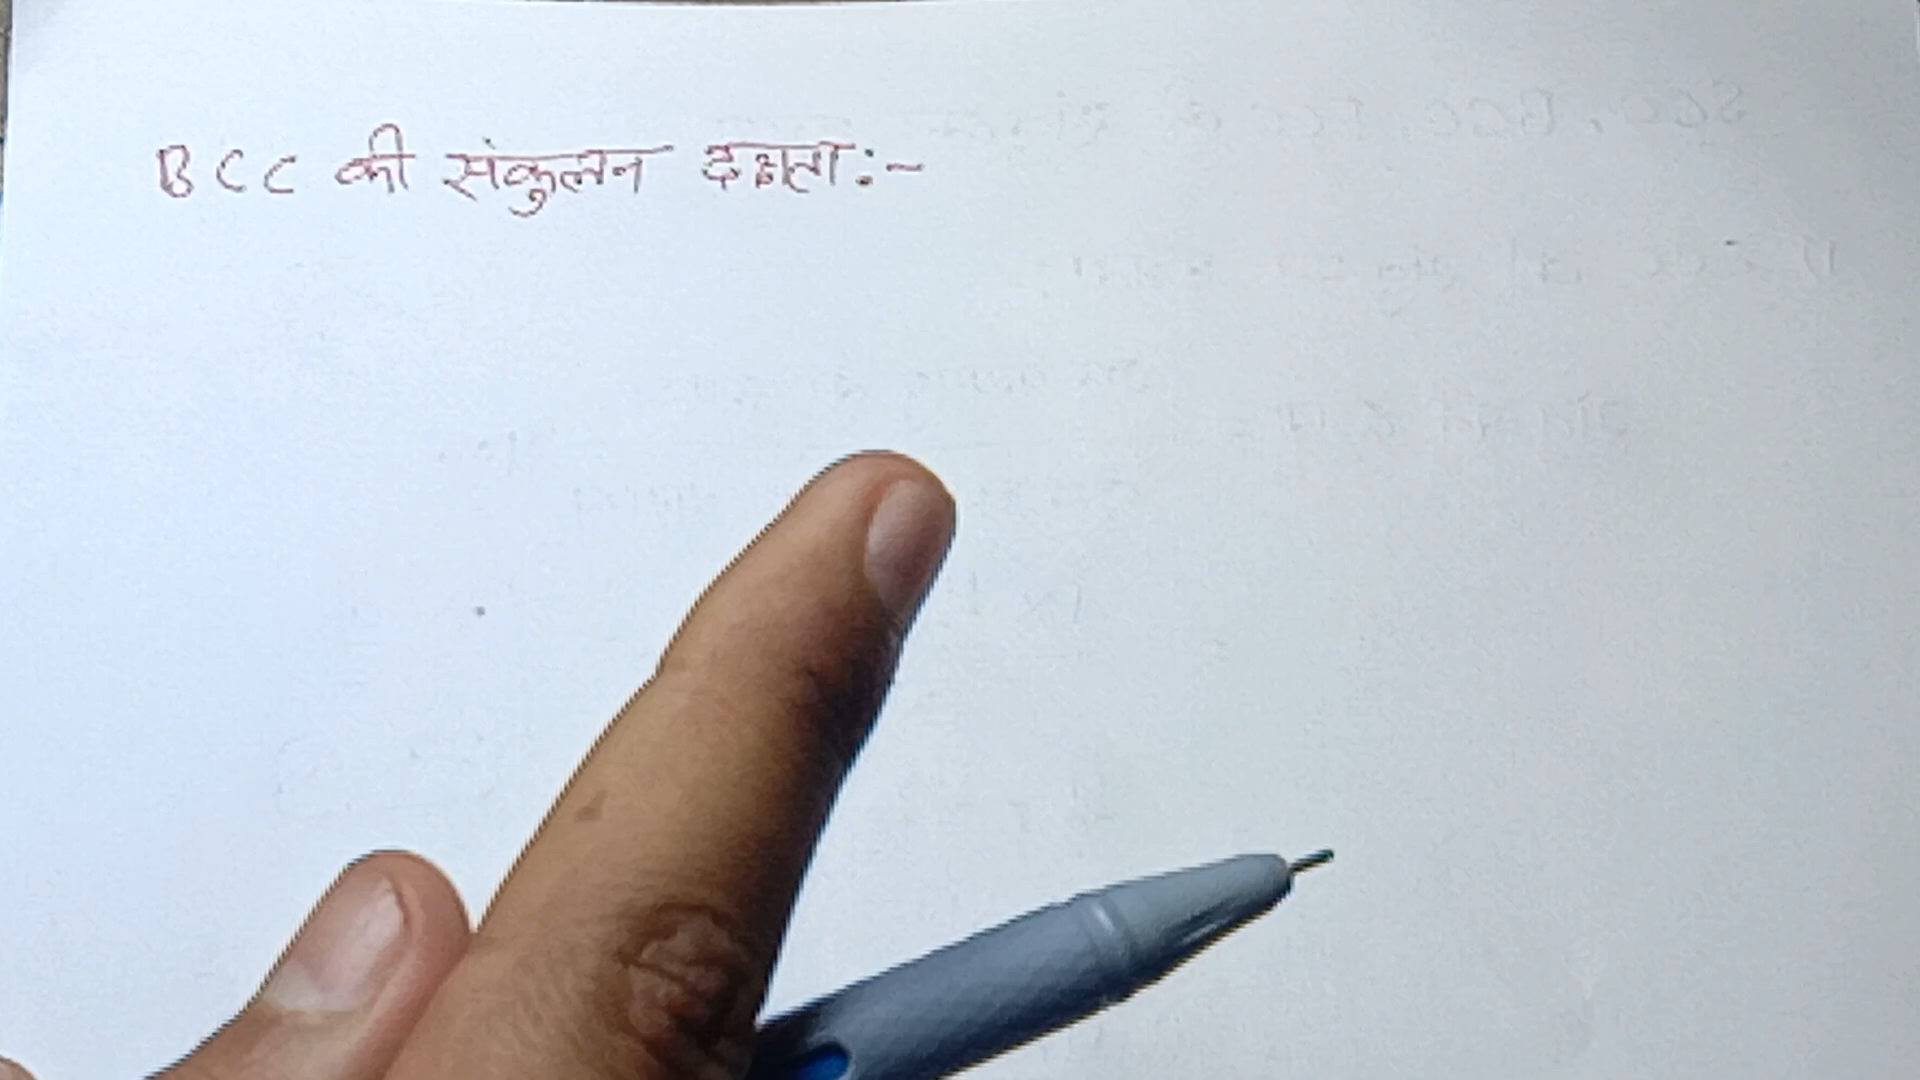 BCC की संकुलन दक्षता :-